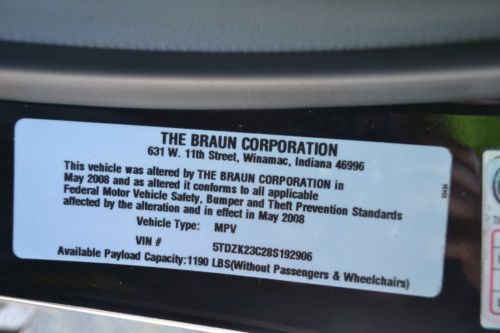 THE BRAUN CORPORATION
631 W. 11th Street, Winamac, Indiana 46996
This vehicle was altered by THE BRAUN CORPORATION in
May 2008 and as altered it conforms to all applicable
Federal Motor Vehicle Safety, Bumper and Theft Prevention Standards
affected by the alteration and in effect in May 2008
Vehicle Type: MPV
VIN # 5TDZK23C28S192906
Available Payload Capacity:1190 LBS(Without Passengers & Wheelchairs)